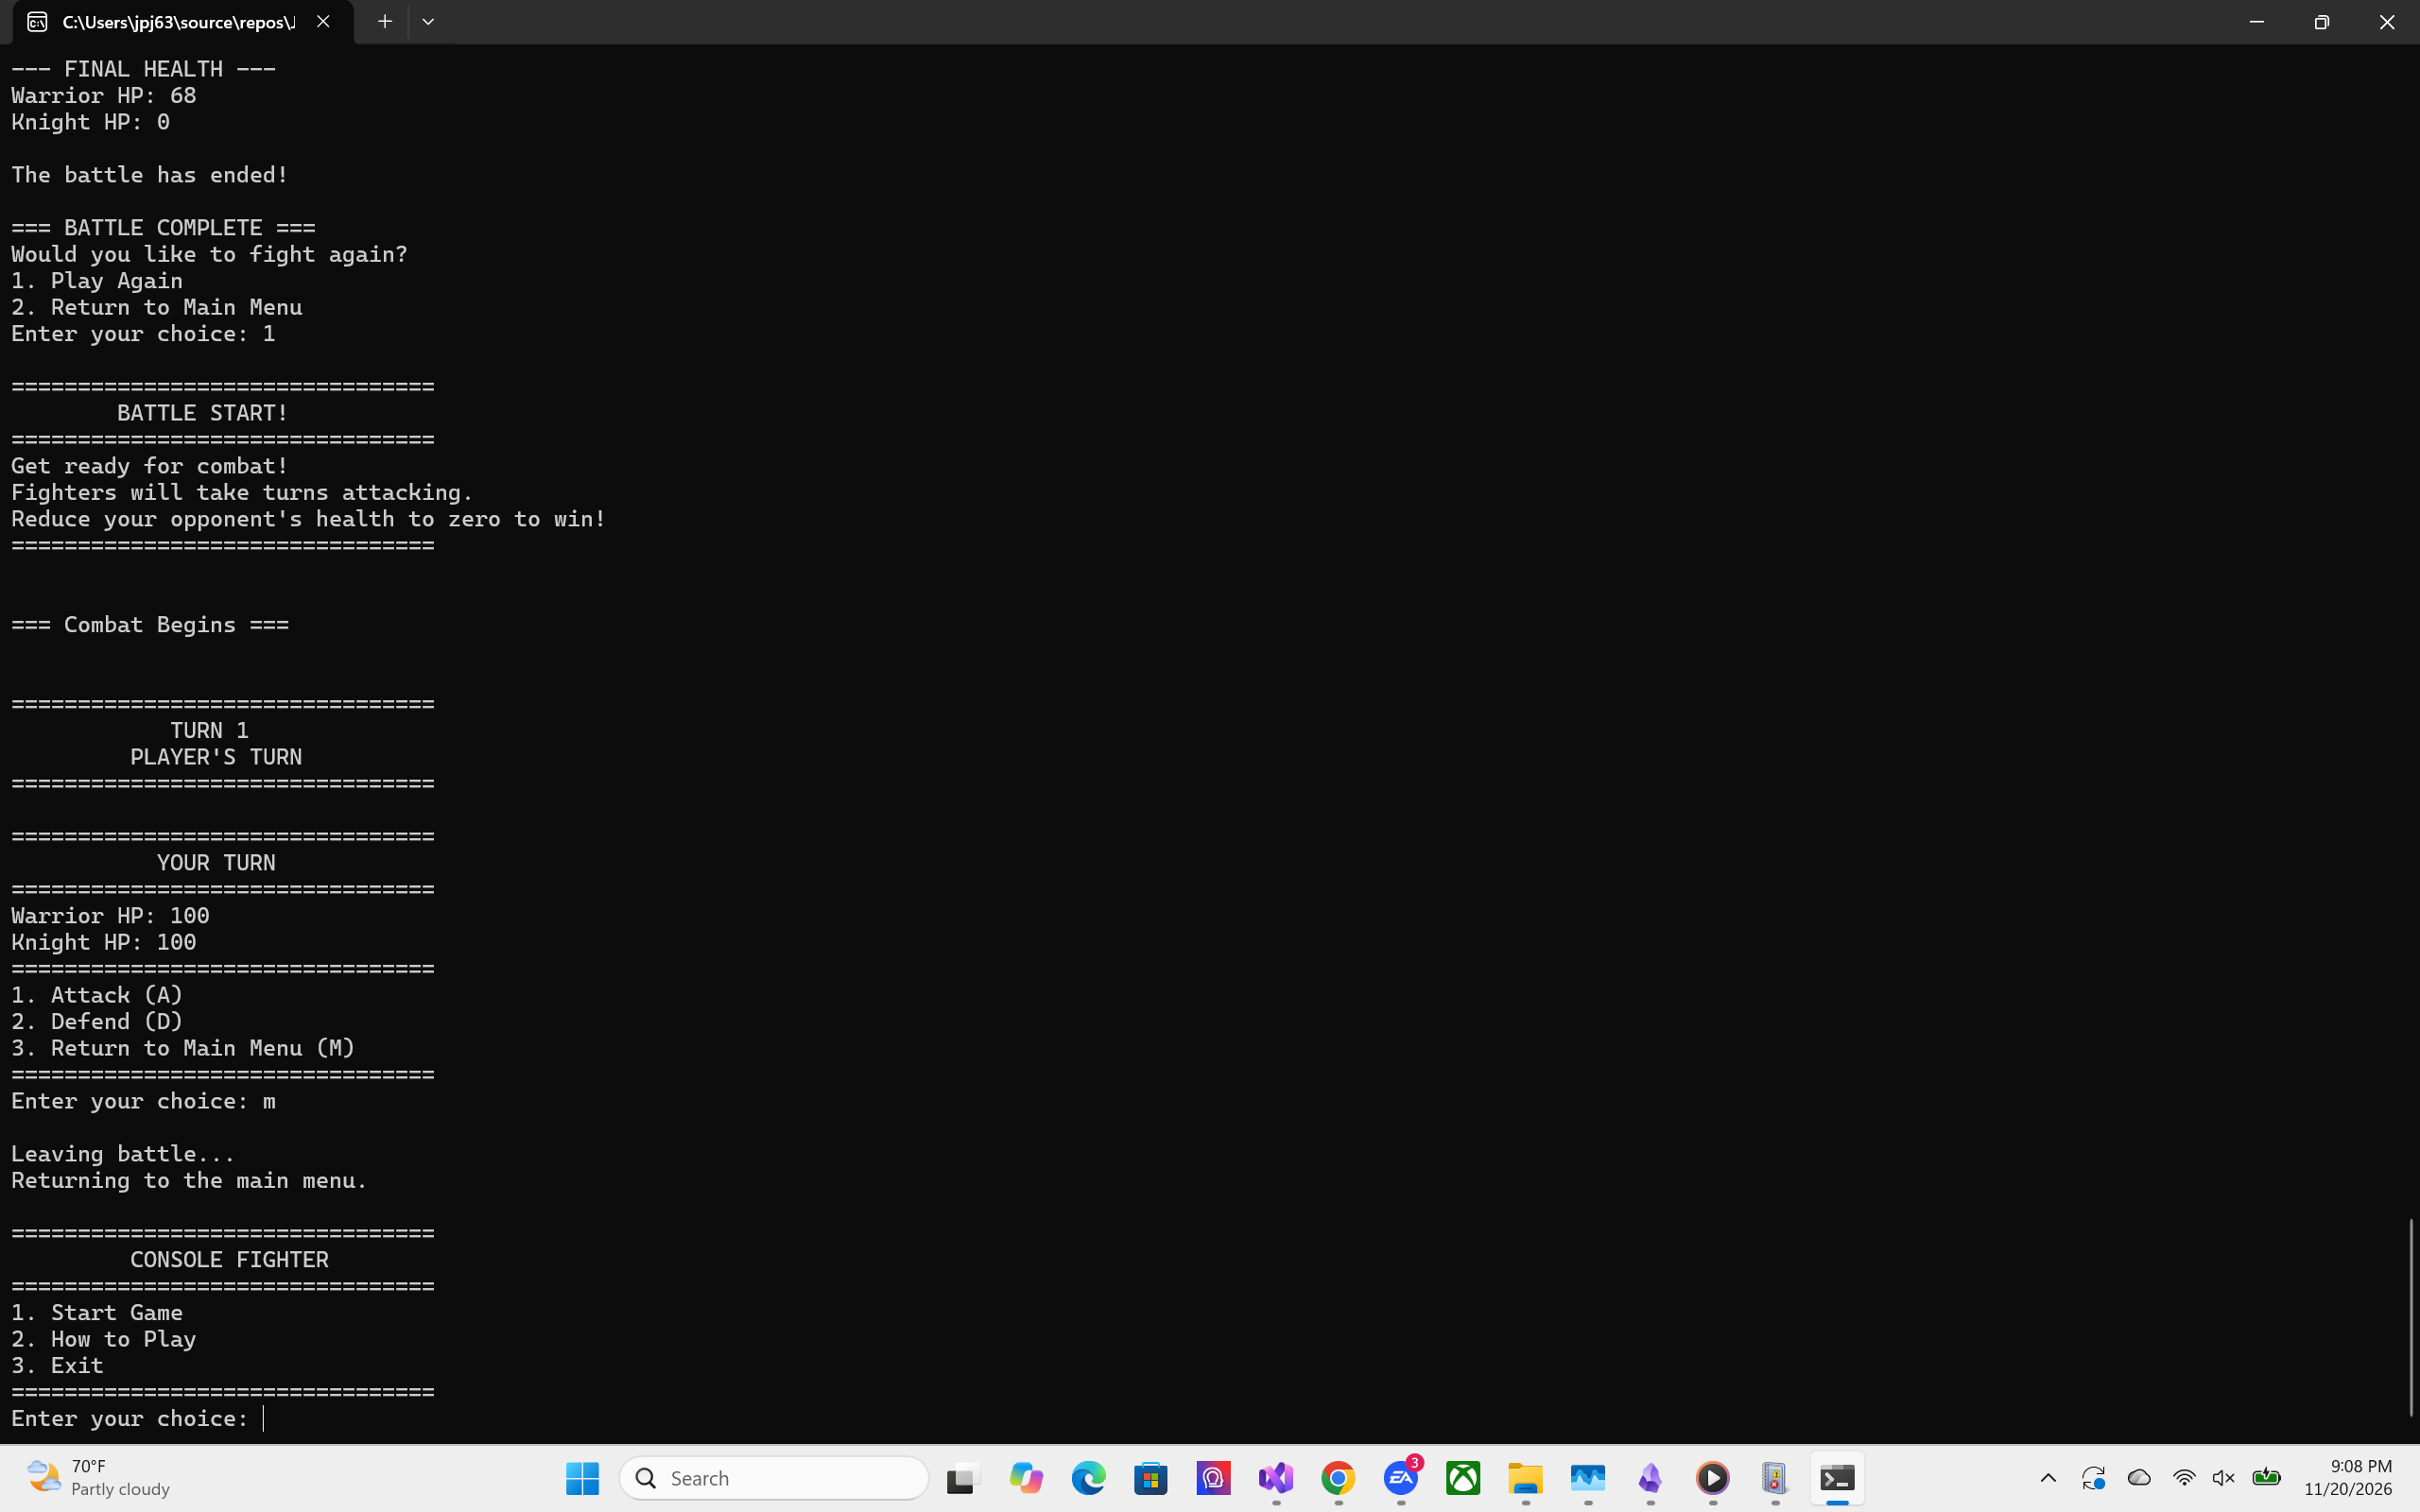 C:\Users\jpj63\source\repos\J
--- FINAL HEALTH ---
Warrior HP: 68
Knight HP: 0
The battle has ended!
=== BATTLE COMPLETE ===
Would you like to fight again?
1. Play Again
2. Return to Main Menu
Enter your choice: 1
================================
BATTLE START!
================================
Get ready for combat!
Fighters will take turns attacking.
Reduce your opponent's health to zero to win!
================================
=== Combat Begins ===
================================
TURN 1
PLAYER'S TURN
================================
================================
YOUR TURN
================================
Warrior HP: 100
Knight HP: 100
================================
1. Attack (A)
2. Defend (D)
3. Return to Main Menu (M)
================================
Enter your choice: m
Leaving battle...
Returning to the main menu.
================================
CONSOLE FIGHTER
================================
1. Start Game
2. How to Play
3. Exit
================================
Enter your choice:
70°F
Partly cloudy
Search
EA
3
9:08 PM
11/20/2026